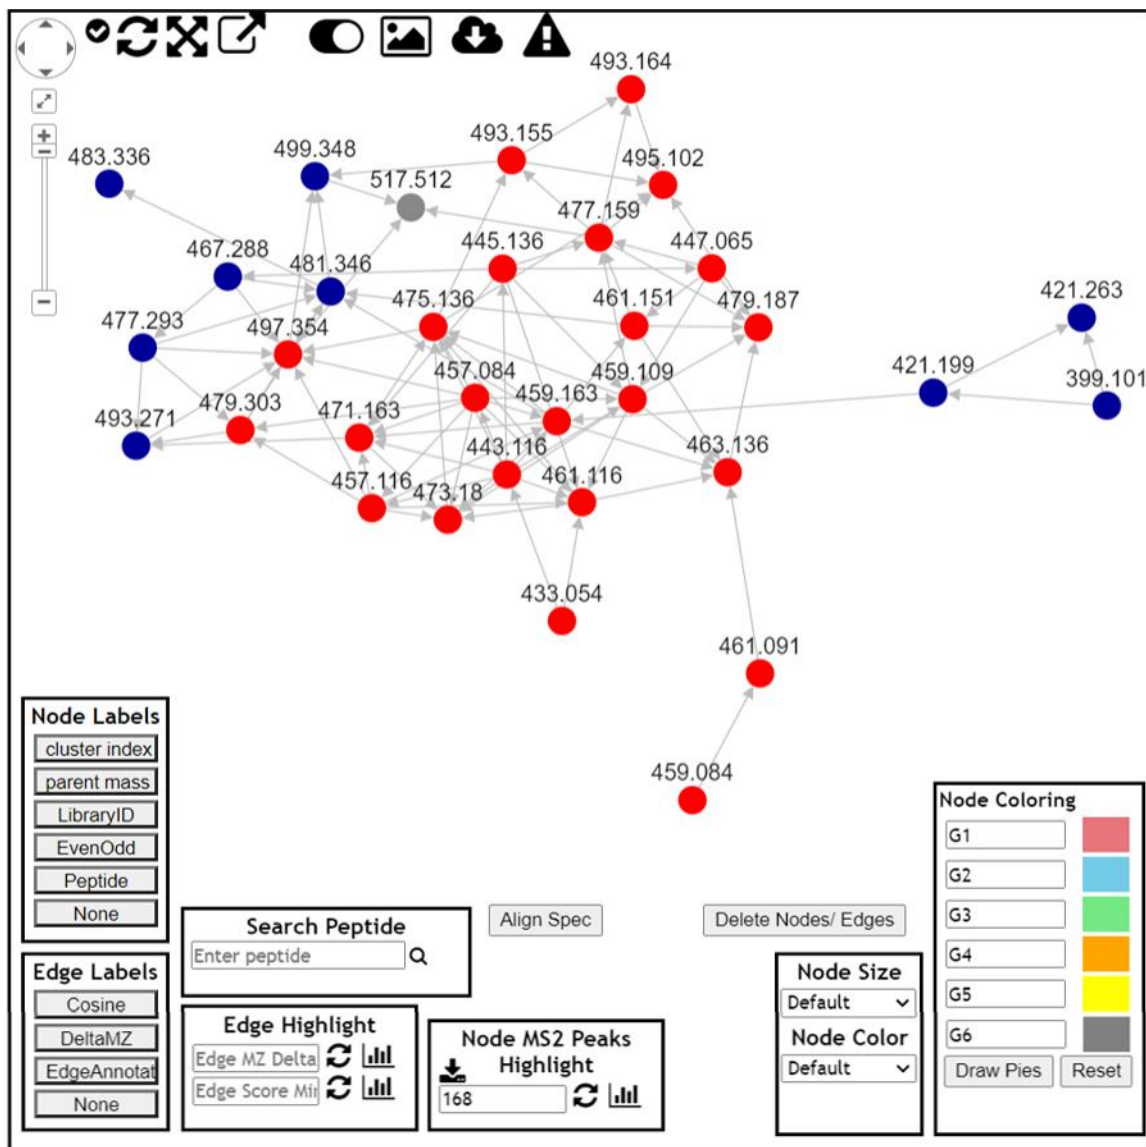 493.164
493.155
495.102
483.336
499.348
517.512
477.159
467.288
481.346
445.136
447.065
475.136
461.151
479.187
421.263
477.293
497.354
457.084
459.163
459.109
421.199
399.101
493.271
479.303
471.163
443.116
463.136
457.116
473.18
461.116
433.054
461.091
459.084
Node Labels
cluster index
parent mass
LibraryID
EvenOdd
Peptide
None
Edge Labels
Cosine
DeltaMZ
EdgeAnnotat
None
Search Peptide
Enter peptide
Edge Highlight
Edge MZ Delta
Edge Score Min
Align Spec
Node MS2 Peaks
Highlight
168
Delete Nodes/ Edges
Node Size
Default
Node Color
Default
Node Coloring
G1
G2
G3
G4
G5
G6
Draw Pies
Reset